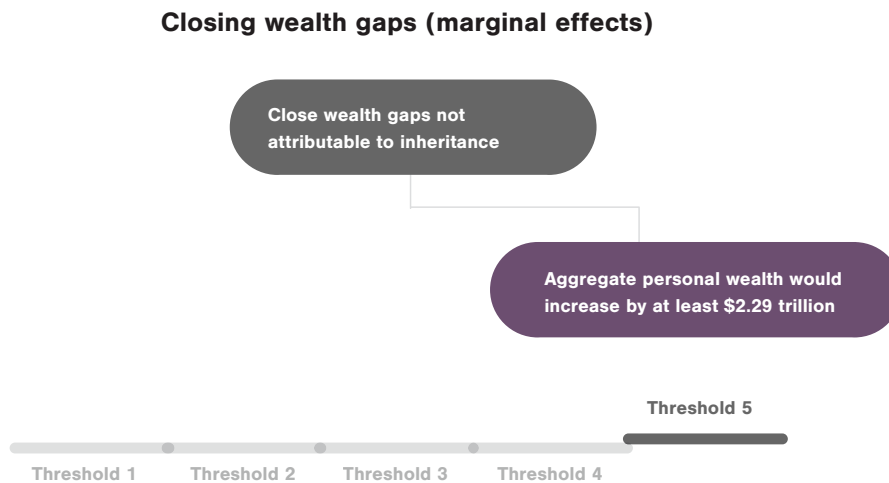 Closing wealth gaps (marginal effects)
Close wealth gaps not
attributable to inheritance
Aggregate personal wealth would
increase by at least $2.29 trillion
Threshold 5
Threshold 1
Threshold 2
Threshold 3
Threshold 4